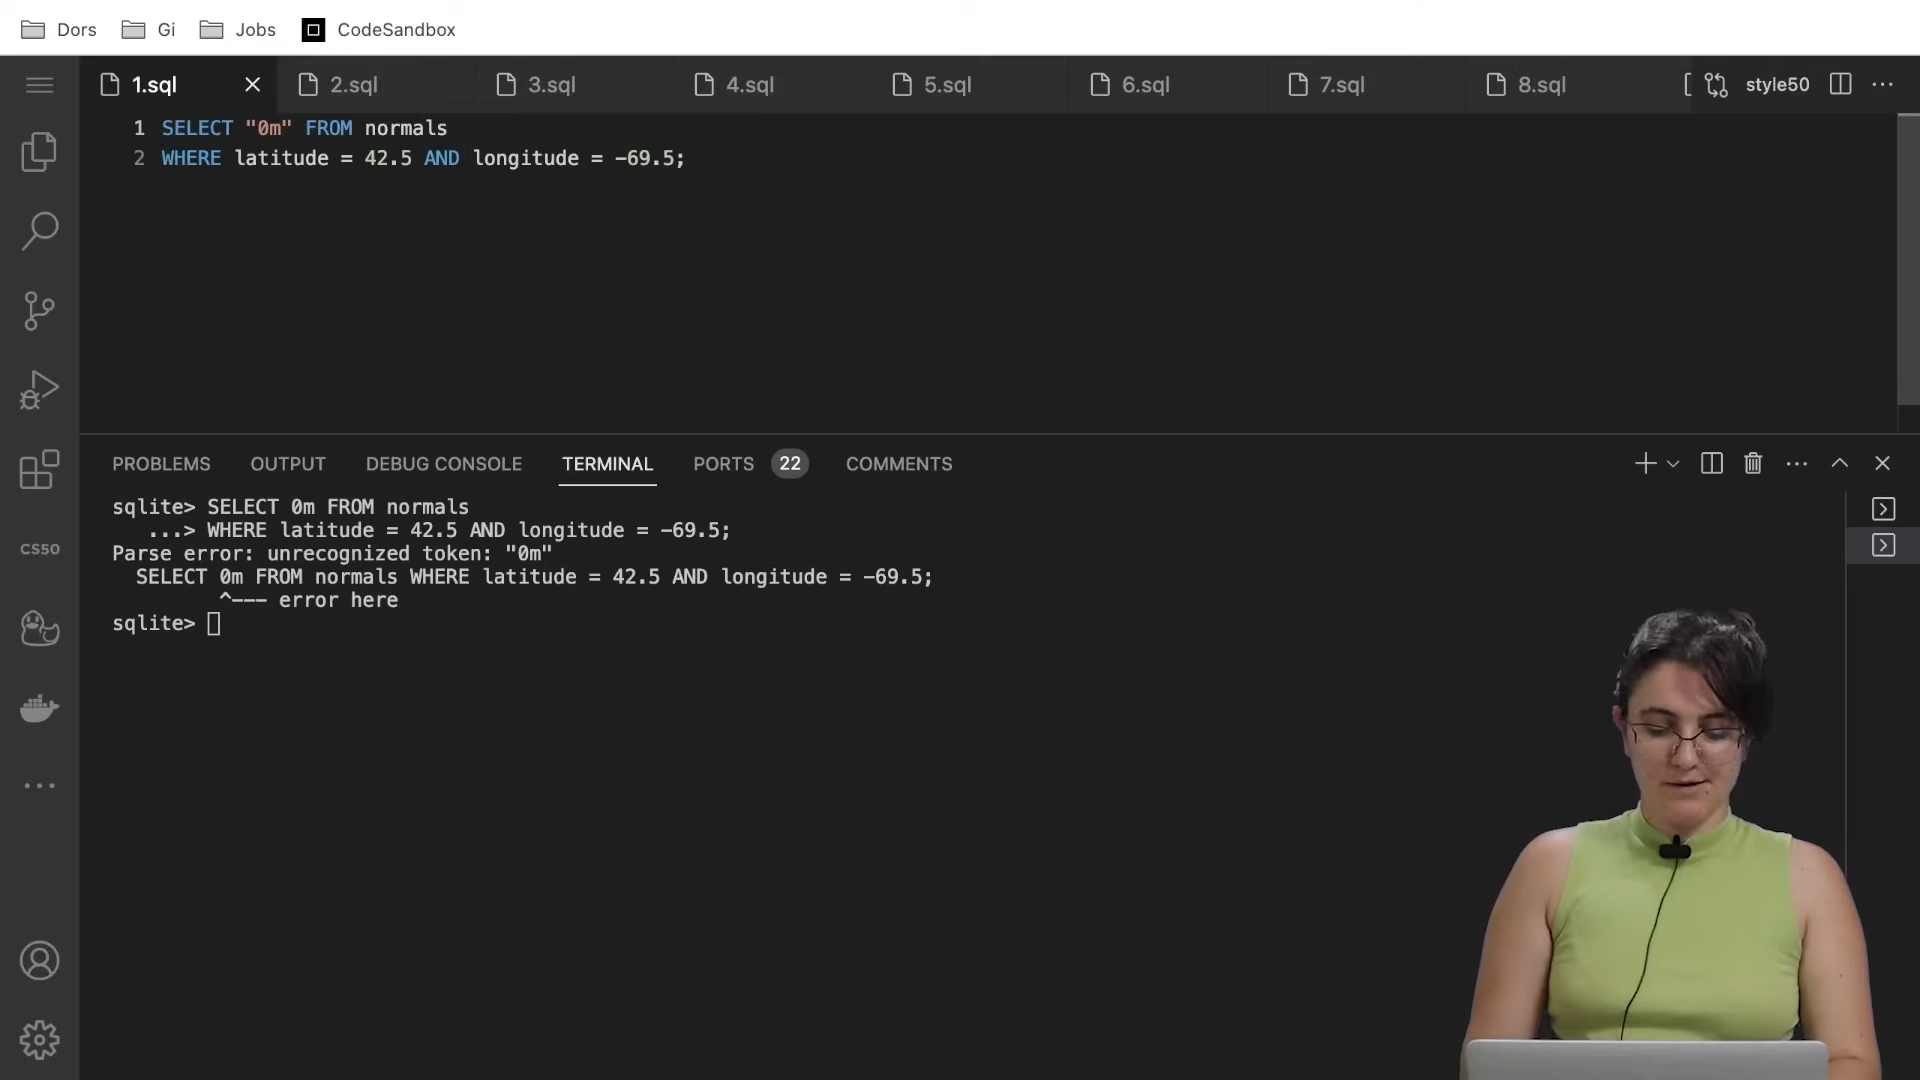 Dors Gi Jobs CodeSandbox
1.sql 2.sql 3.sql 4.sql 5.sql 6.sql 7.sql 8.sql style50
1 SELECT "0m" FROM normals
2 WHERE latitude = 42.5 AND longitude = -69.5;
PROBLEMS OUTPUT DEBUG CONSOLE TERMINAL PORTS 22 COMMENTS
sqlite> SELECT 0m FROM normals
...> WHERE latitude = 42.5 AND longitude = -69.5;
Parse error: unrecognized token: "0m"
SELECT 0m FROM normals WHERE latitude = 42.5 AND longitude = -69.5;
^--- error here
sqlite>
CS50